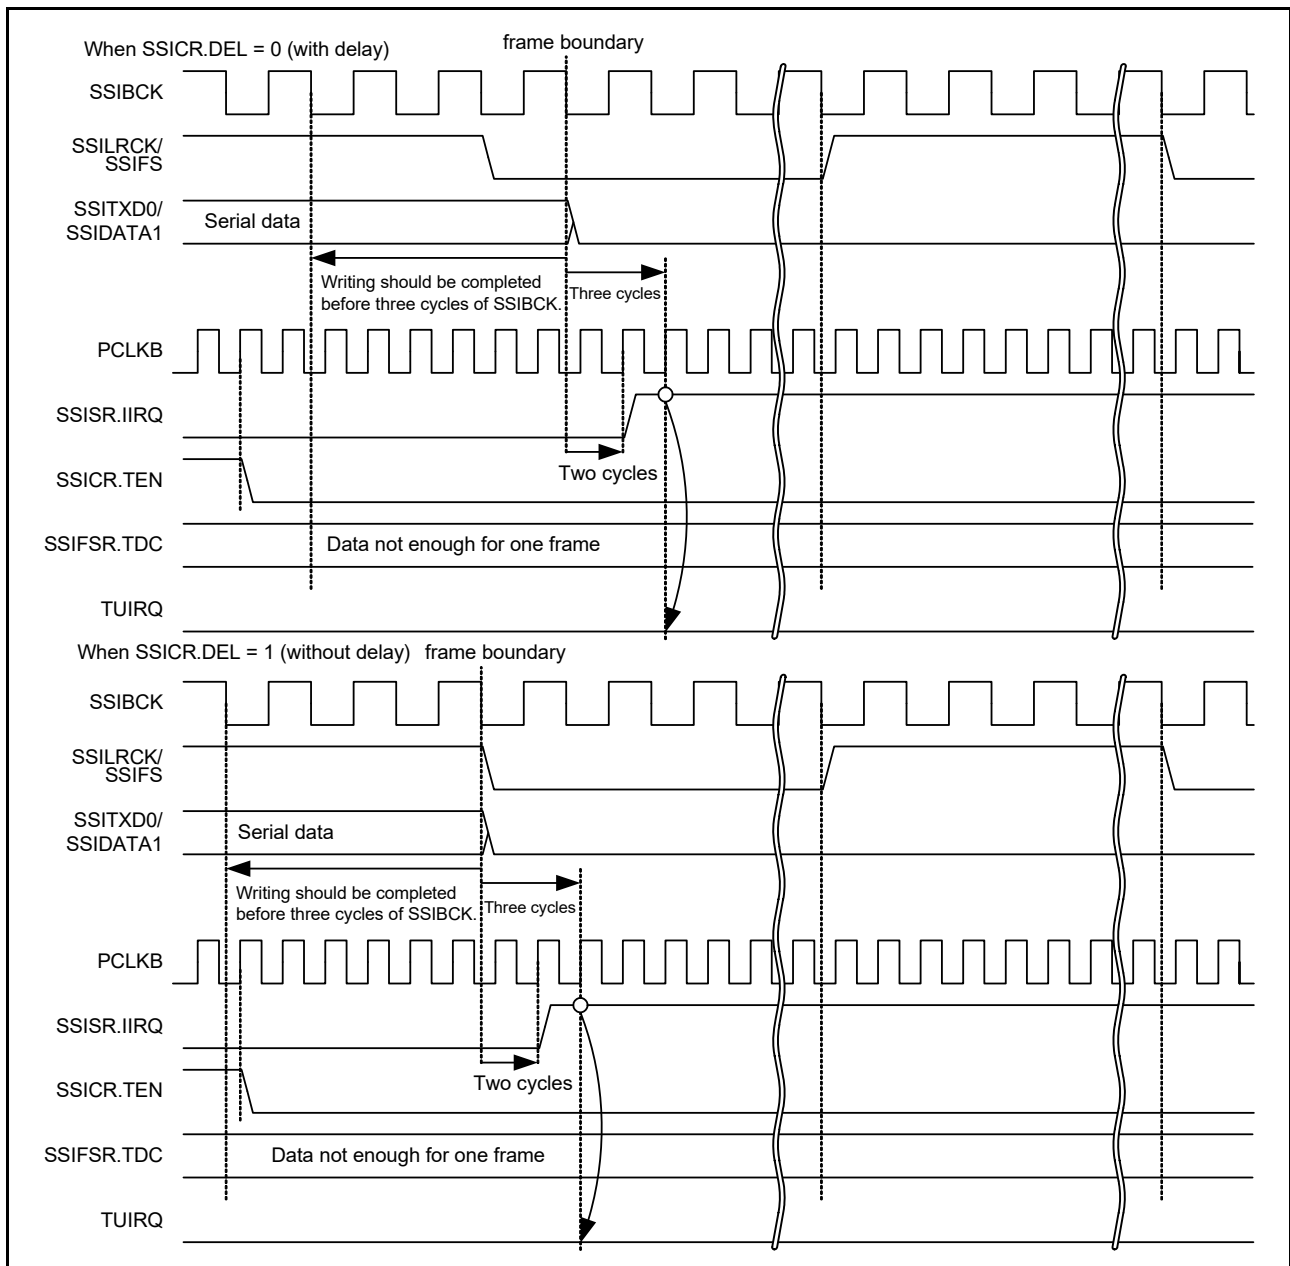 When SSICR.DEL = 0 (with delay)
frame boundary
SSIBCK
SSILRCK/
SSIFS
SSITXD0/
SSIDATA1
Serial data
Writing should be completed
before three cycles of SSIBCK.
Three cycles
PCLKB
SSISR.IIRQ
Two cycles
SSICR.TEN
SSIFSR.TDC
Data not enough for one frame
TUIRQ
When SSICR.DEL = 1 (without delay)
frame boundary
SSIBCK
SSILRCK/
SSIFS
SSITXD0/
SSIDATA1
Serial data
Writing should be completed
before three cycles of SSIBCK.
Three cycles
PCLKB
SSISR.IIRQ
Two cycles
SSICR.TEN
SSIFSR.TDC
Data not enough for one frame
TUIRQ